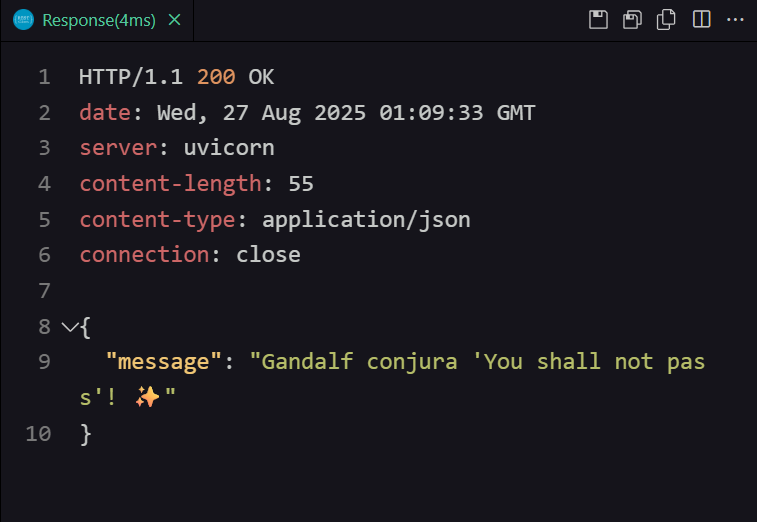 Response(4ms)
1 HTTP/1.1 200 OK
2 date: Wed, 27 Aug 2025 01:09:33 GMT
3 server: uvicorn
4 content-length: 55
5 content-type: application/json
6 connection: close
7
8 {
9 "message": "Gandalf conjura 'You shall not pas
s'! ✨"
10 }